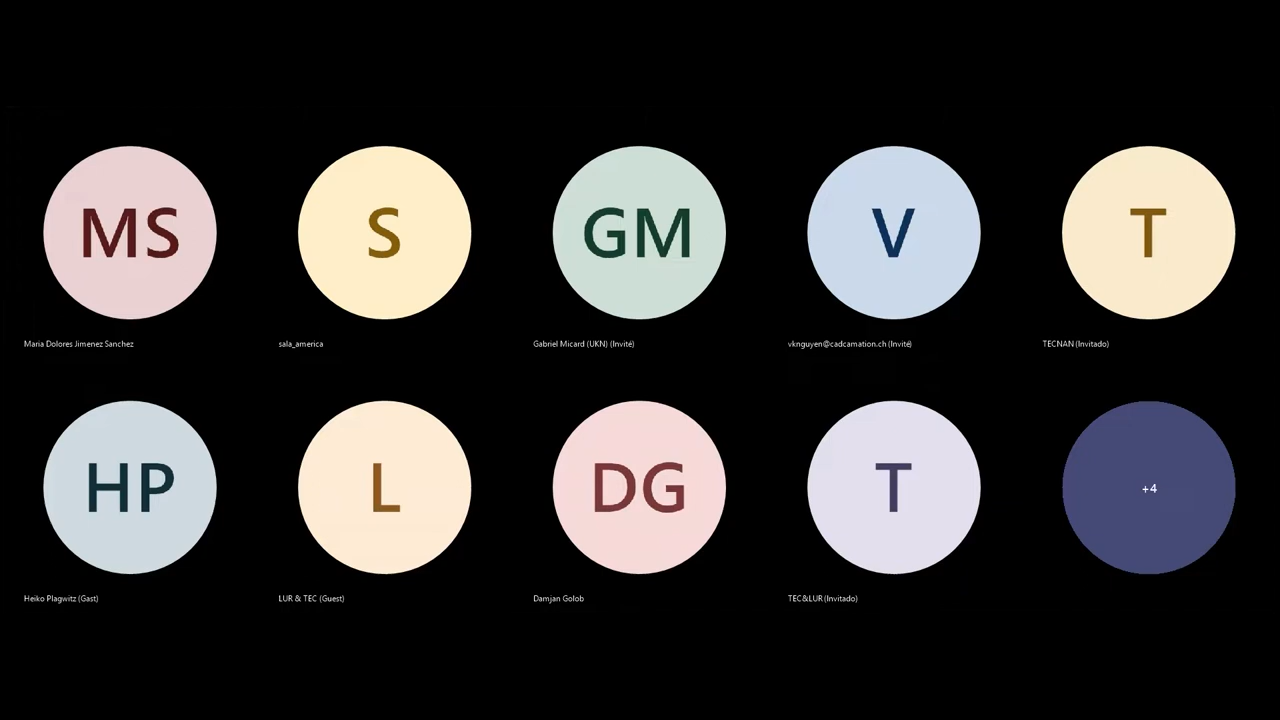 MS
S
GM
V
T
Maria Dolores Jimenez Sanchez
sala_america
Gabriel Micard (UKN) (Invité)
vknguyen@cadcamation.ch (Invité)
TECNAN (Invitado)
HP
L
DG
T
+4
Heiko Plagwitz (Gast)
LUR & TEC (Guest)
Damjan Golob
TEC&LUR (Invitado)